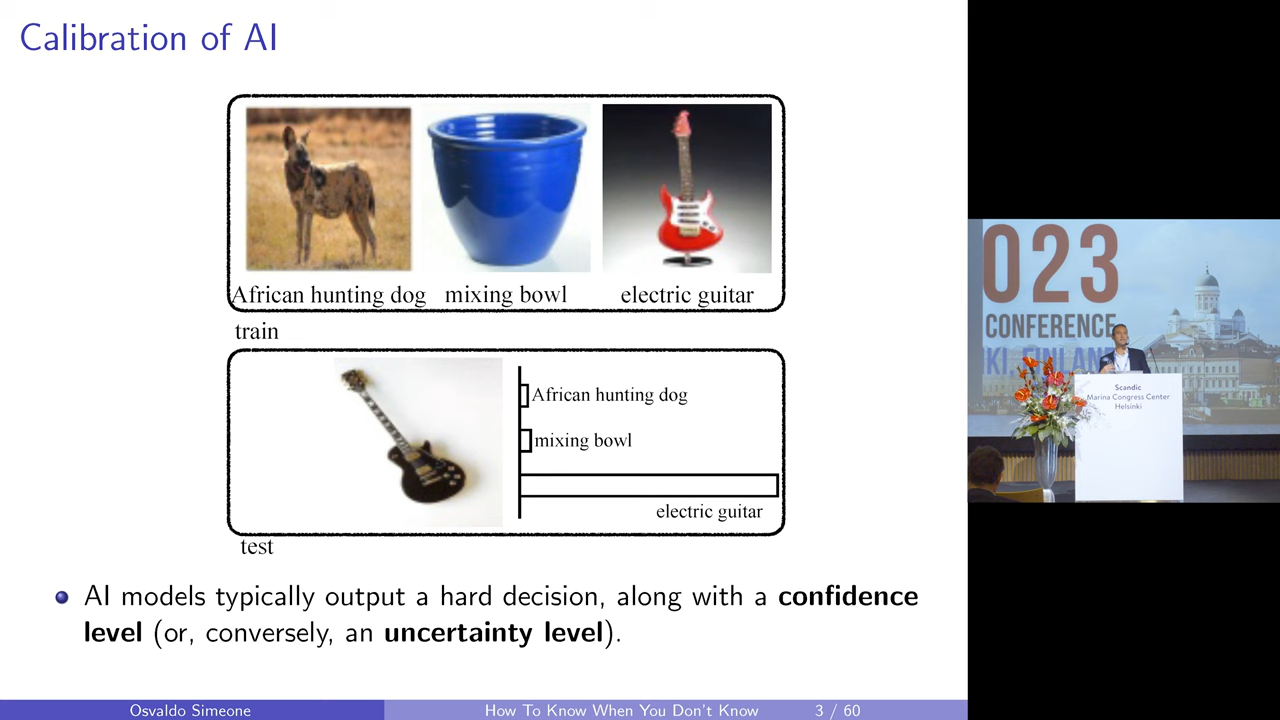 Calibration of AI
African hunting dog
mixing bowl
electric guitar
train
African hunting dog
mixing bowl
electric guitar
test
AI models typically output a hard decision, along with a confidence
level (or, conversely, an uncertainty level).
Osvaldo Simeone
How To Know When You Don't Know
3 / 60
023
CONFERENCE
KI, FINLAND
Scandic
Marina Congress Center
Helsinki